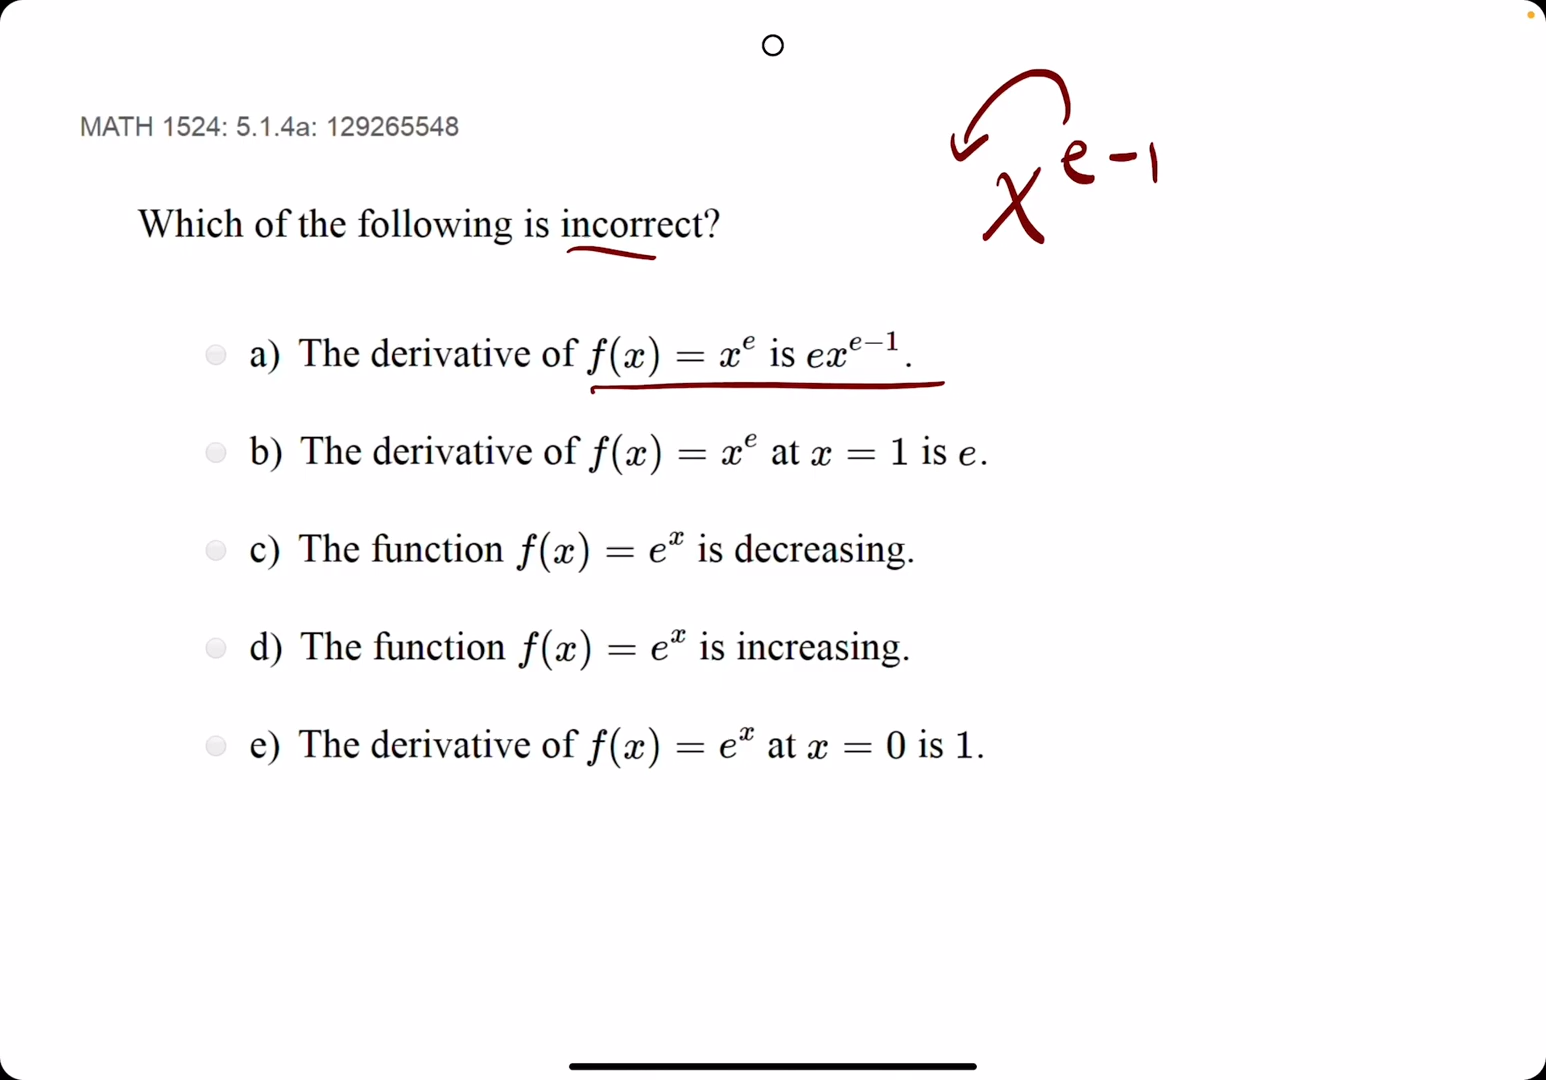 MATH 1524: 5.1.4a: 129265548
x^{e-1}
Which of the following is incorrect?
a) The derivative of f(x) = x^e is ex^{e-1}.
b) The derivative of f(x) = x^e at x = 1 is e.
c) The function f(x) = e^x is decreasing.
d) The function f(x) = e^x is increasing.
e) The derivative of f(x) = e^x at x = 0 is 1.